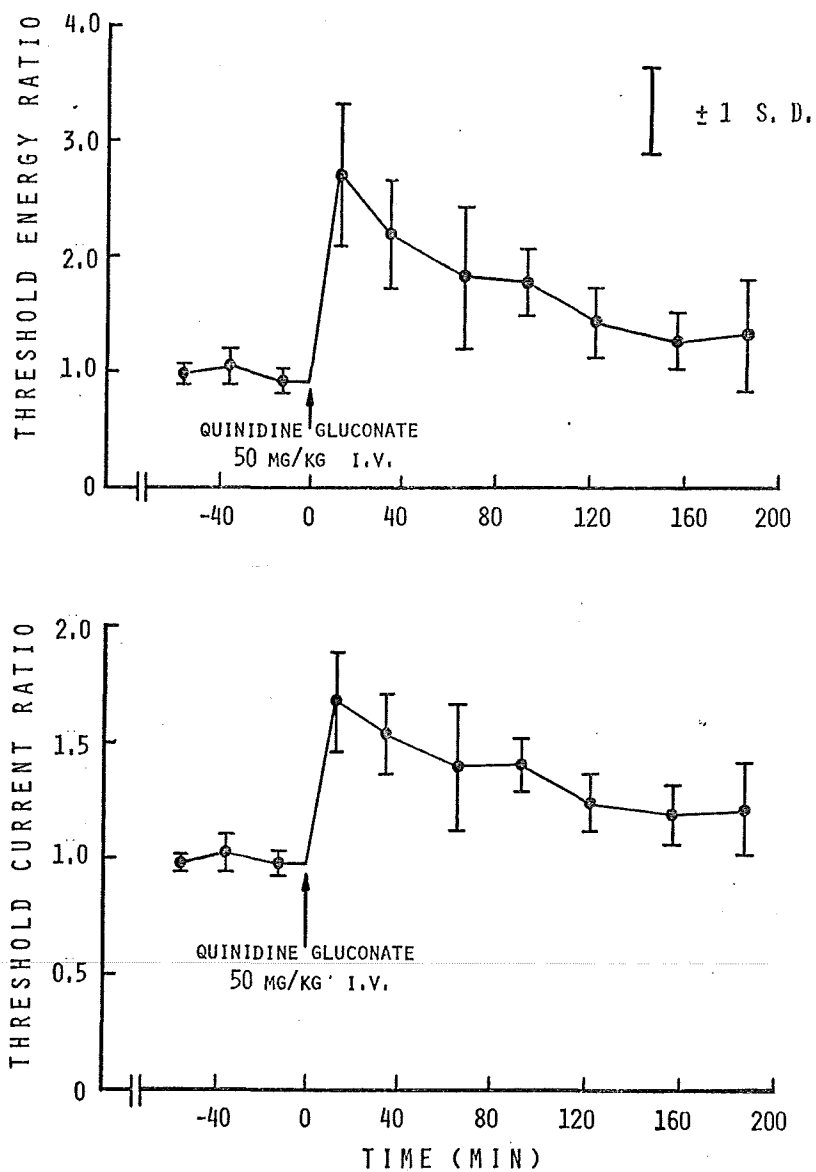 THRESHOLD ENERGY RATIO
4.0
3.0
2.0
1.0
0
± 1 S.D.
QUINIDINE GLUCONATE
50 MG/KG I.V.
-40 0 40 80 120 160 200
THRESHOLD CURRENT RATIO
2.0
1.5
1.0
0.5
0
QUINIDINE GLUCONATE
50 MG/KG I.V.
-40 0 40 80 120 160 200
TIME (MIN)